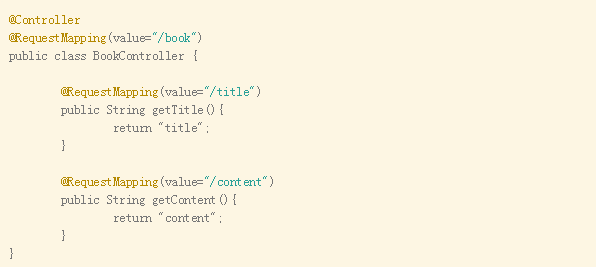 @Controller
@RequestMapping(value="/book")
public class BookController {
@RequestMapping(value="/title")
public String getTitle(){
return "title";
}
@RequestMapping(value="/content")
public String getContent(){
return "content";
}
}